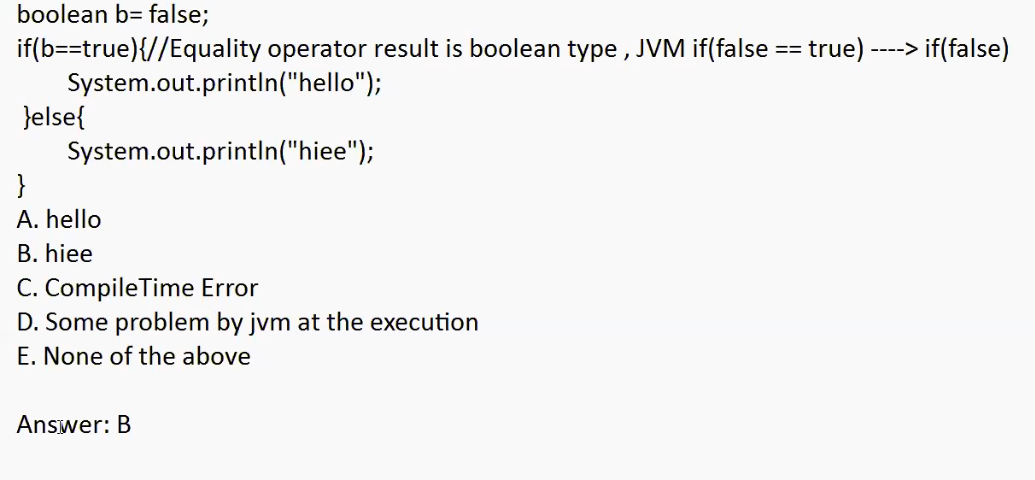 boolean b= false;
if(b==true){//Equality operator result is boolean type , JVM if(false == true) ----> if(false)
System.out.println("hello");
}else{
System.out.println("hiee");
}
A. hello
B. hiee
C. CompileTime Error
D. Some problem by jvm at the execution
E. None of the above
Answer: B